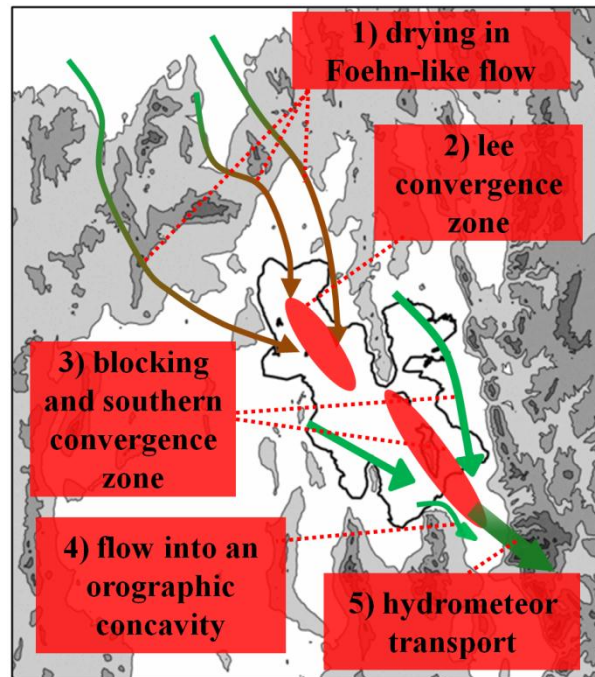 1) drying in
Foehn-like flow
2) lee
convergence
zone
3) blocking
and southern
convergence
zone
4) flow into an
orographic
concavity
5) hydrometeor
transport